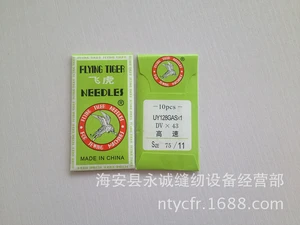 FLYING TIGER
飞虎
NEEDLES
®
MADE IN CHINA
—10pcs—
UY128GAS×1
DV × 43
高速
Size 75 / 11
海安县永诚缝纫设备经营部
ntycfr.1688.com